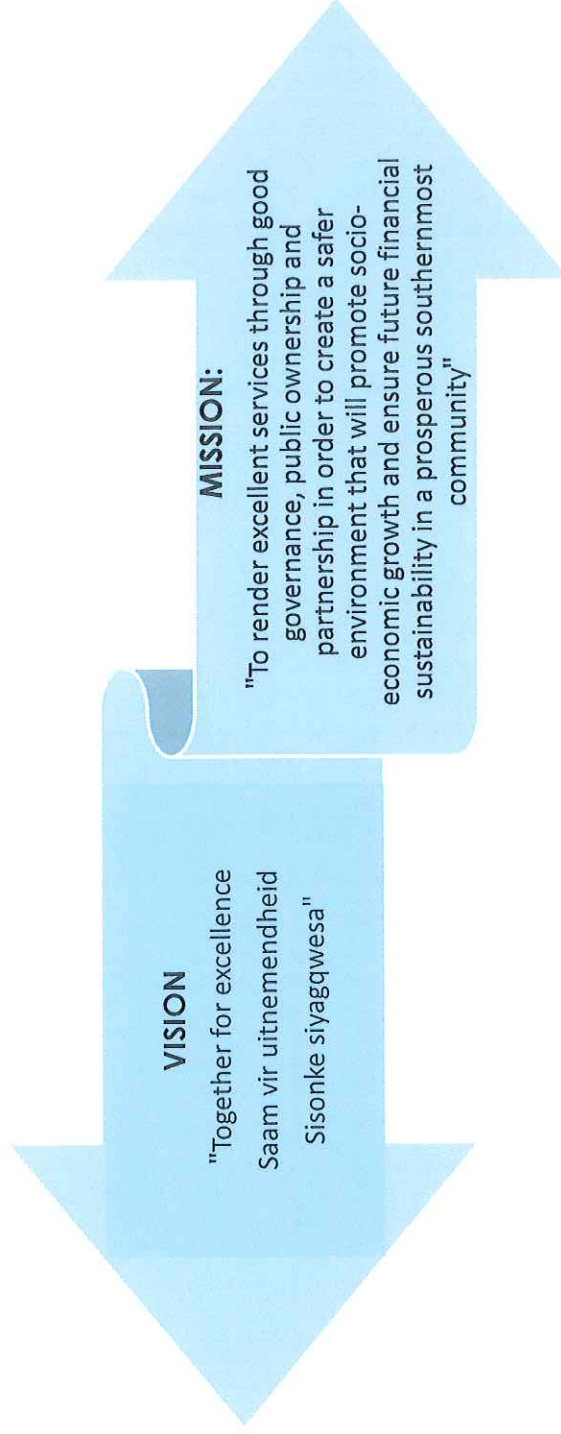 VISION
"Together for excellence
Saam vir uitnemendheid
Sisonke siyagqwesa"
MISSION:
"To render excellent services through good
governance, public ownership and
partnership in order to create a safer
environment that will promote socio-
economic growth and ensure future financial
sustainability in a prosperous southernmost
community"